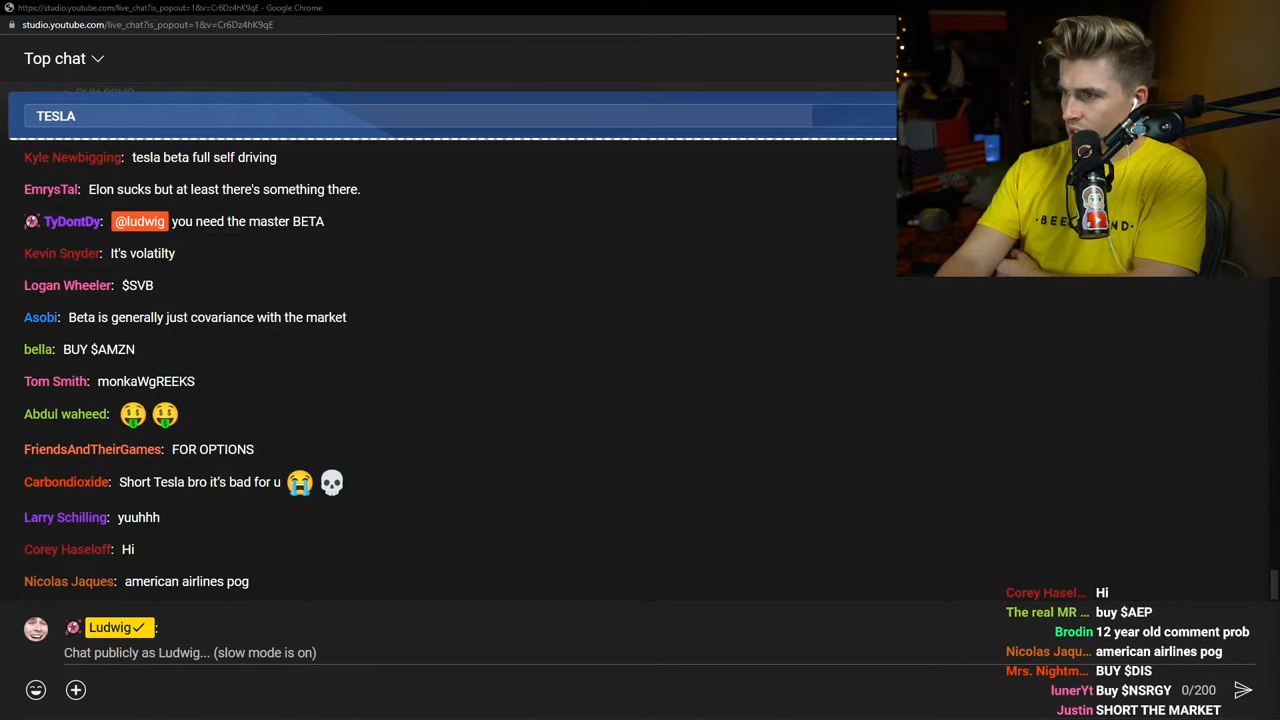 https://studio.youtube.com/live_chat?is_popout=1&v=Cr6Dz4hK9qE - Google Chrome
studio.youtube.com/live_chat?is_popout=1&v=Cr6Dz4hK9qE
Top chat
TESLA
Kyle Newbigging: tesla beta full self driving
EmrysTal: Elon sucks but at least there's something there.
TyDontDy: @ludwig you need the master BETA
Kevin Snyder: It's volatilty
Logan Wheeler: $SVB
Asobi: Beta is generally just covariance with the market
bella: BUY $AMZN
Tom Smith: monkaWgREEKS
Abdul waheed:
FriendsAndTheirGames: FOR OPTIONS
Carbondioxide: Short Tesla bro it's bad for u
Larry Schilling: yuuhhh
Corey Haseloff: Hi
Nicolas Jaques: american airlines pog
Ludwig :
Chat publicly as Ludwig... (slow mode is on)
Corey Hasel... Hi
The real MR ... buy $AEP
Brodin 12 year old comment prob
Nicolas Jaqu... american airlines pog
Mrs. Nightm... BUY $DIS
lunerYt Buy $NSRGY
0/200
Justin SHORT THE MARKET